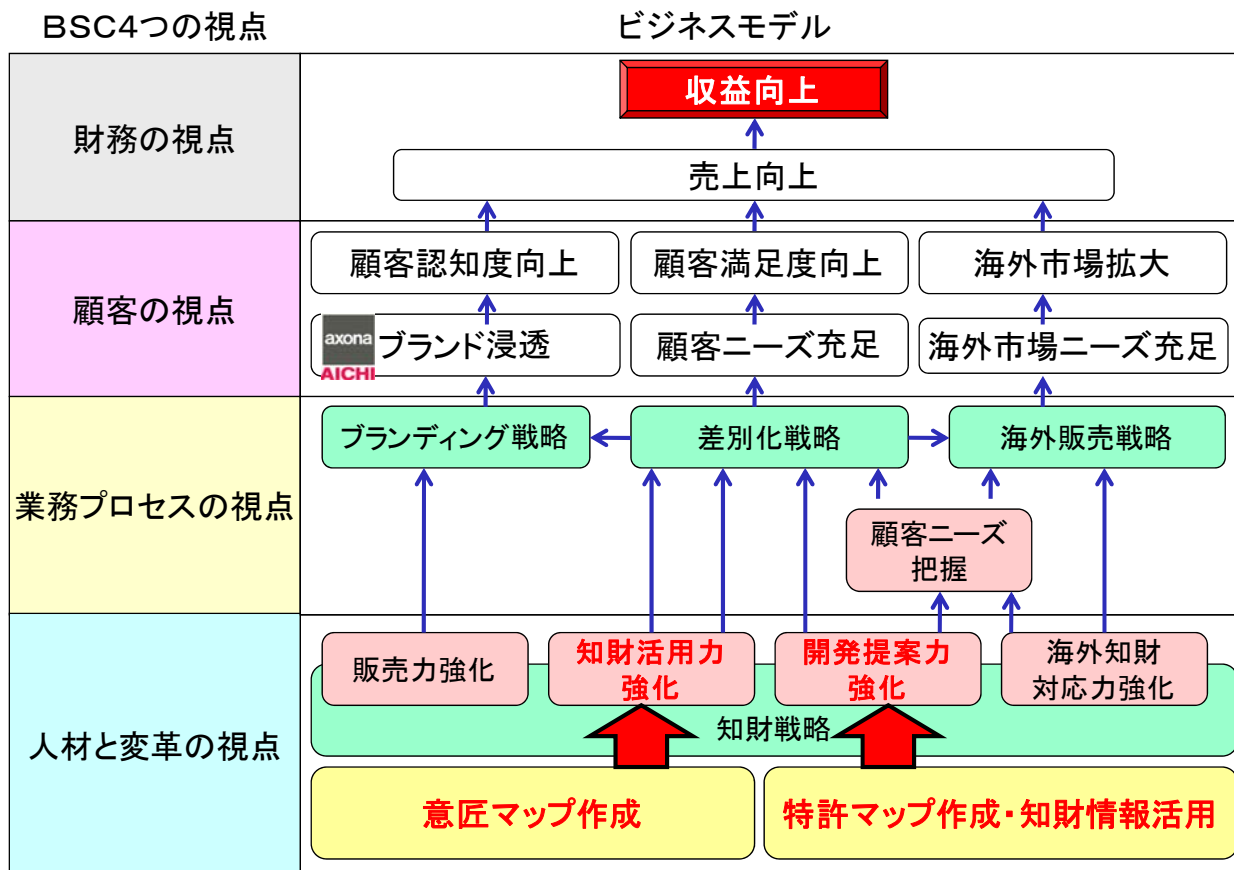 BSC4つの視点
ビジネスモデル
財務の視点
収益向上
売上向上
顧客の視点
顧客認知度向上
顧客満足度向上
海外市場拡大
axona
AICHI
ブランド浸透
顧客ニーズ充足
海外市場ニーズ充足
業務プロセスの視点
ブランディング戦略
差別化戦略
海外販売戦略
顧客ニーズ
把握
人材と変革の視点
販売力強化
知財活用力
強化
開発提案力
強化
海外知財
対応力強化
知財戦略
意匠マップ作成
特許マップ作成・知財情報活用